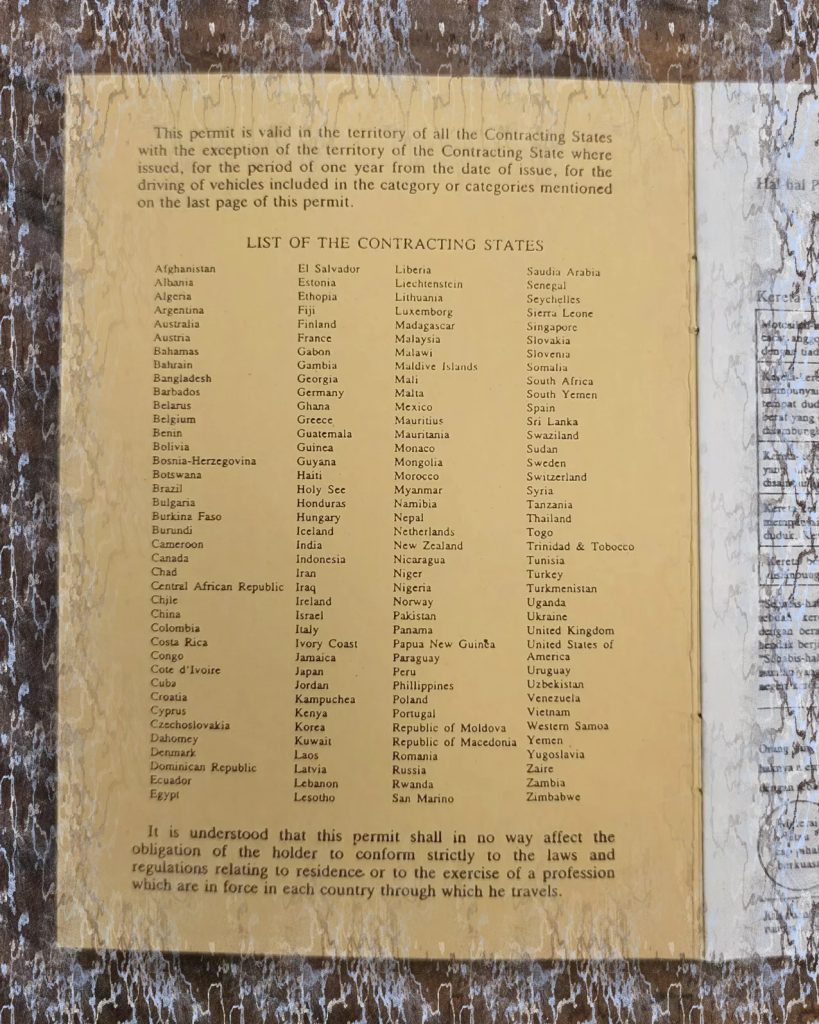 This permit is valid in the territory of all the Contracting States
with the exception of the territory of the Contracting State where
issued, for the period of one year from the date of issue, for the
driving of vehicles included in the category or categories mentioned
on the last page of this permit.
LIST OF THE CONTRACTING STATES
Afghanistan
Albania
Algeria
Argentina
Australia
Austria
Bahamas
Bahrain
Bangladesh
Barbados
Belarus
Belgium
Benin
Bolivia
Bosnia-Herzegovina
Botswana
Brazil
Bulgaria
Burkina Faso
Burundi
Cameroon
Canada
Chad
Central African Republic
Chile
China
Colombia
Costa Rica
Congo
Cote d'Ivoire
Cuba
Croatia
Cyprus
Czechoslovakia
Dahomey
Denmark
Dominican Republic
Ecuador
Egypt
El Salvador
Estonia
Ethopia
Fiji
Finland
France
Gabon
Gambia
Georgia
Germany
Ghana
Greece
Guatemala
Guinea
Guyana
Haiti
Holy See
Honduras
Hungary
Iceland
India
Indonesia
Iran
Iraq
Ireland
Israel
Italy
Ivory Coast
Jamaica
Japan
Jordan
Kampuchea
Kenya
Korea
Kuwait
Laos
Latvia
Lebanon
Lesotho
Liberia
Liechtenstein
Lithuania
Luxemborg
Madagascar
Malaysia
Malawi
Maldive Islands
Mali
Malta
Mexico
Mauritius
Mauritania
Monaco
Mongolia
Morocco
Myanmar
Namibia
Nepal
Netherlands
New Zealand
Nicaragua
Niger
Nigeria
Norway
Pakistan
Panama
Papua New Guinea
Paraguay
Peru
Phillippines
Poland
Portugal
Republic of Moldova
Republic of Macedonia
Romania
Russia
Rwanda
San Marino
Saudia Arabia
Senegal
Seychelles
Sierra Leone
Singapore
Slovakia
Slovenia
Somalia
South Africa
South Yemen
Spain
Sri Lanka
Swaziland
Sudan
Sweden
Switzerland
Syria
Tanzania
Thailand
Togo
Trinidad & Tobocco
Tunisia
Turkey
Turkmenistan
Uganda
Ukraine
United Kingdom
United States of
America
Uruguay
Uzbekistan
Venezuela
Vietnam
Western Samoa
Yemen
Yugoslavia
Zaire
Zambia
Zimbabwe
It is understood that this permit shall in no way affect the
obligation of the holder to conform strictly to the laws and
regulations relating to residence or to the exercise of a profession
which are in force in each country through which he travels.